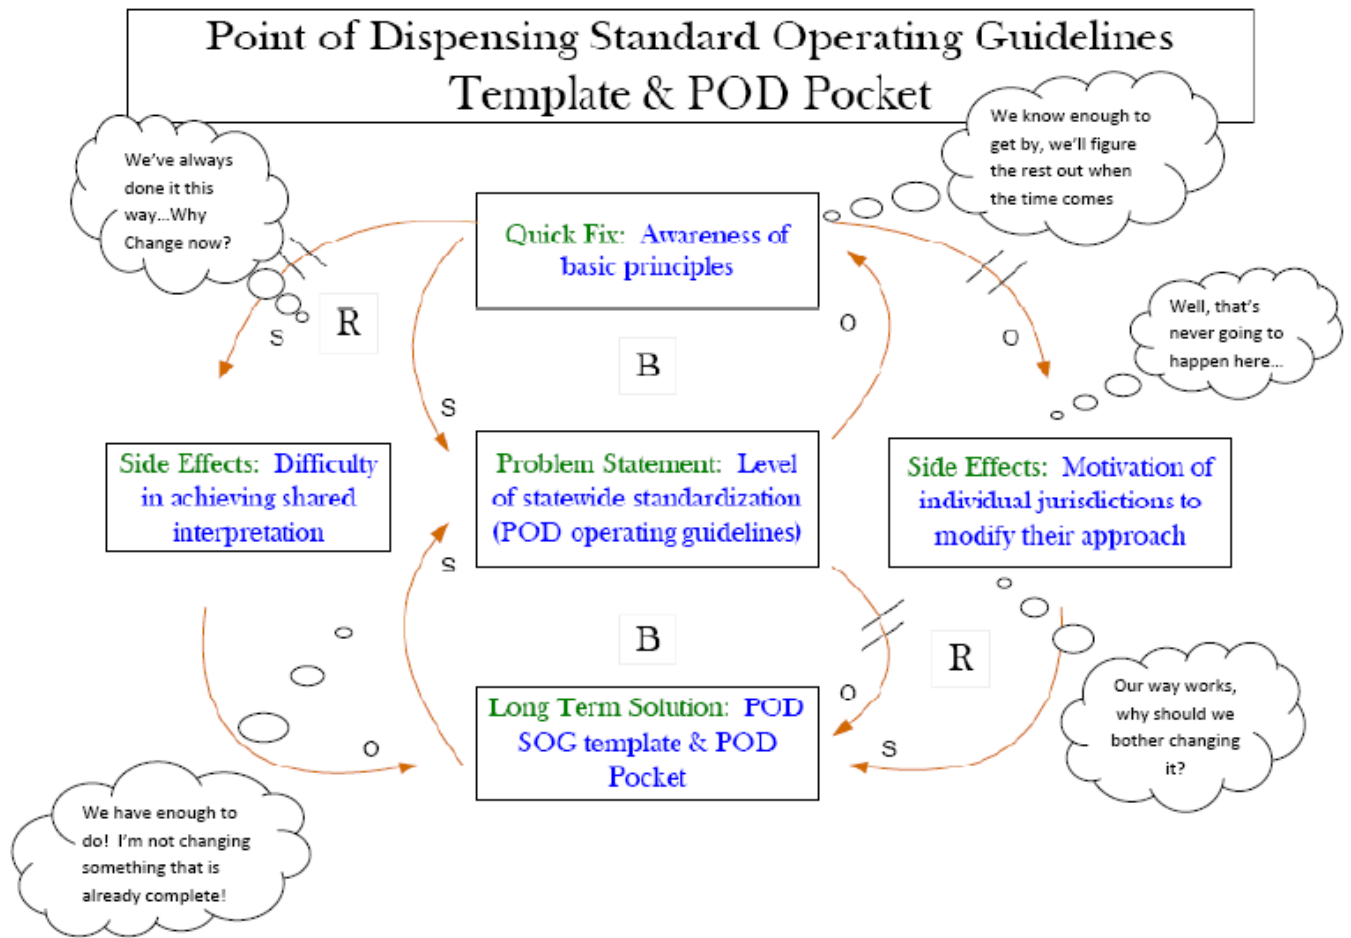 Point of Dispensing Standard Operating Guidelines
Template & POD Pocket
We've always
done it this
way...Why
Change now?
We know enough to
get by, we'll figure
the rest out when
the time comes
Quick Fix: Awareness of
basic principles
Well, that's
never going to
happen here...
S
R
B
O
O
S
Side Effects: Difficulty
in achieving shared
interpretation
Problem Statement: Level
of statewide standardization
(POD operating guidelines)
Side Effects: Motivation of
individual jurisdictions to
modify their approach
S
B
R
O
O
S
Long Term Solution: POD
SOG template & POD
Pocket
Our way works,
why should we
bother changing
it?
We have enough to
do! I'm not changing
something that is
already complete!